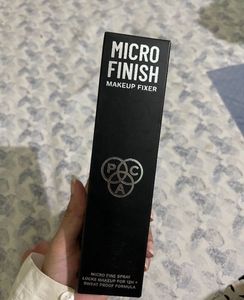 MICRO
FINISH
MAKEUP FIXER
P C
A
MICRO FINE SPRAY
LOCKS MAKEUP FOR 12H +
SWEAT PROOF FORMULA